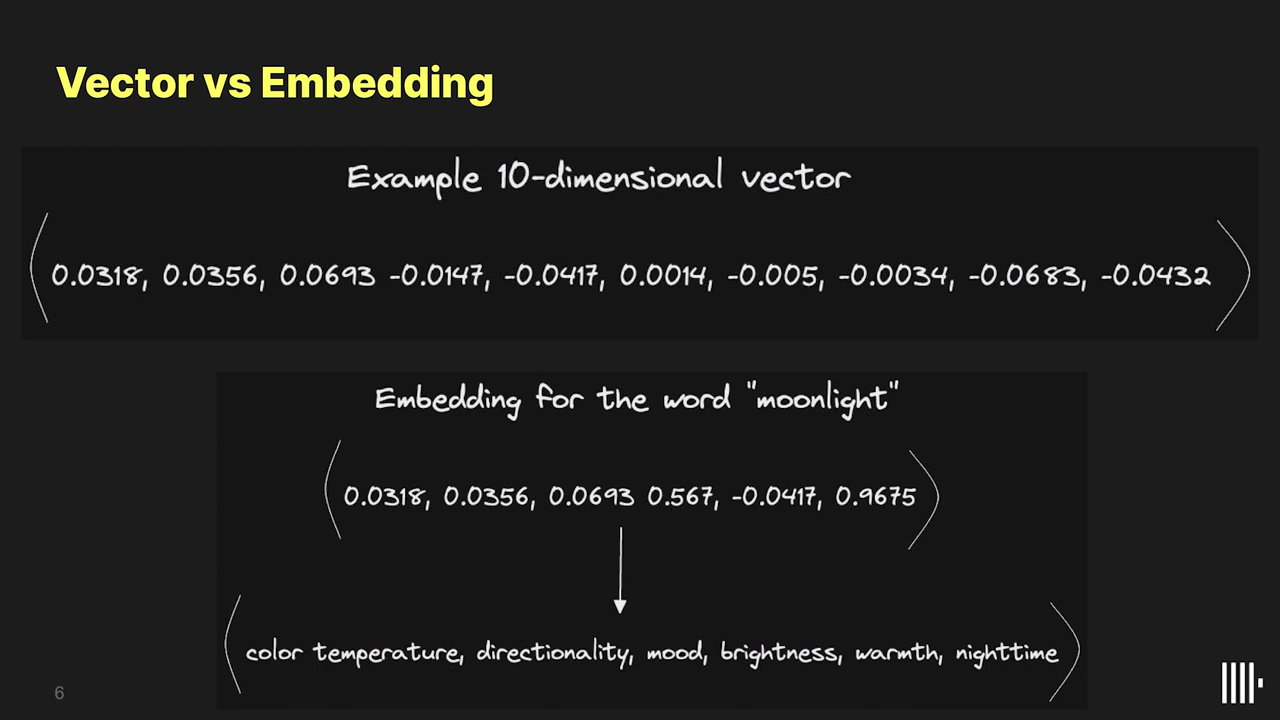 Vector vs Embedding
Example 10-dimensional vector
0.0318, 0.0356, 0.0693 -0.0147, -0.0417, 0.0014, -0.005, -0.0034, -0.0683, -0.0432
Embedding for the word "moonlight"
0.0318, 0.0356, 0.0693 0.567, -0.0417, 0.9675
color temperature, directionality, mood, brightness, warmth, nighttime
6